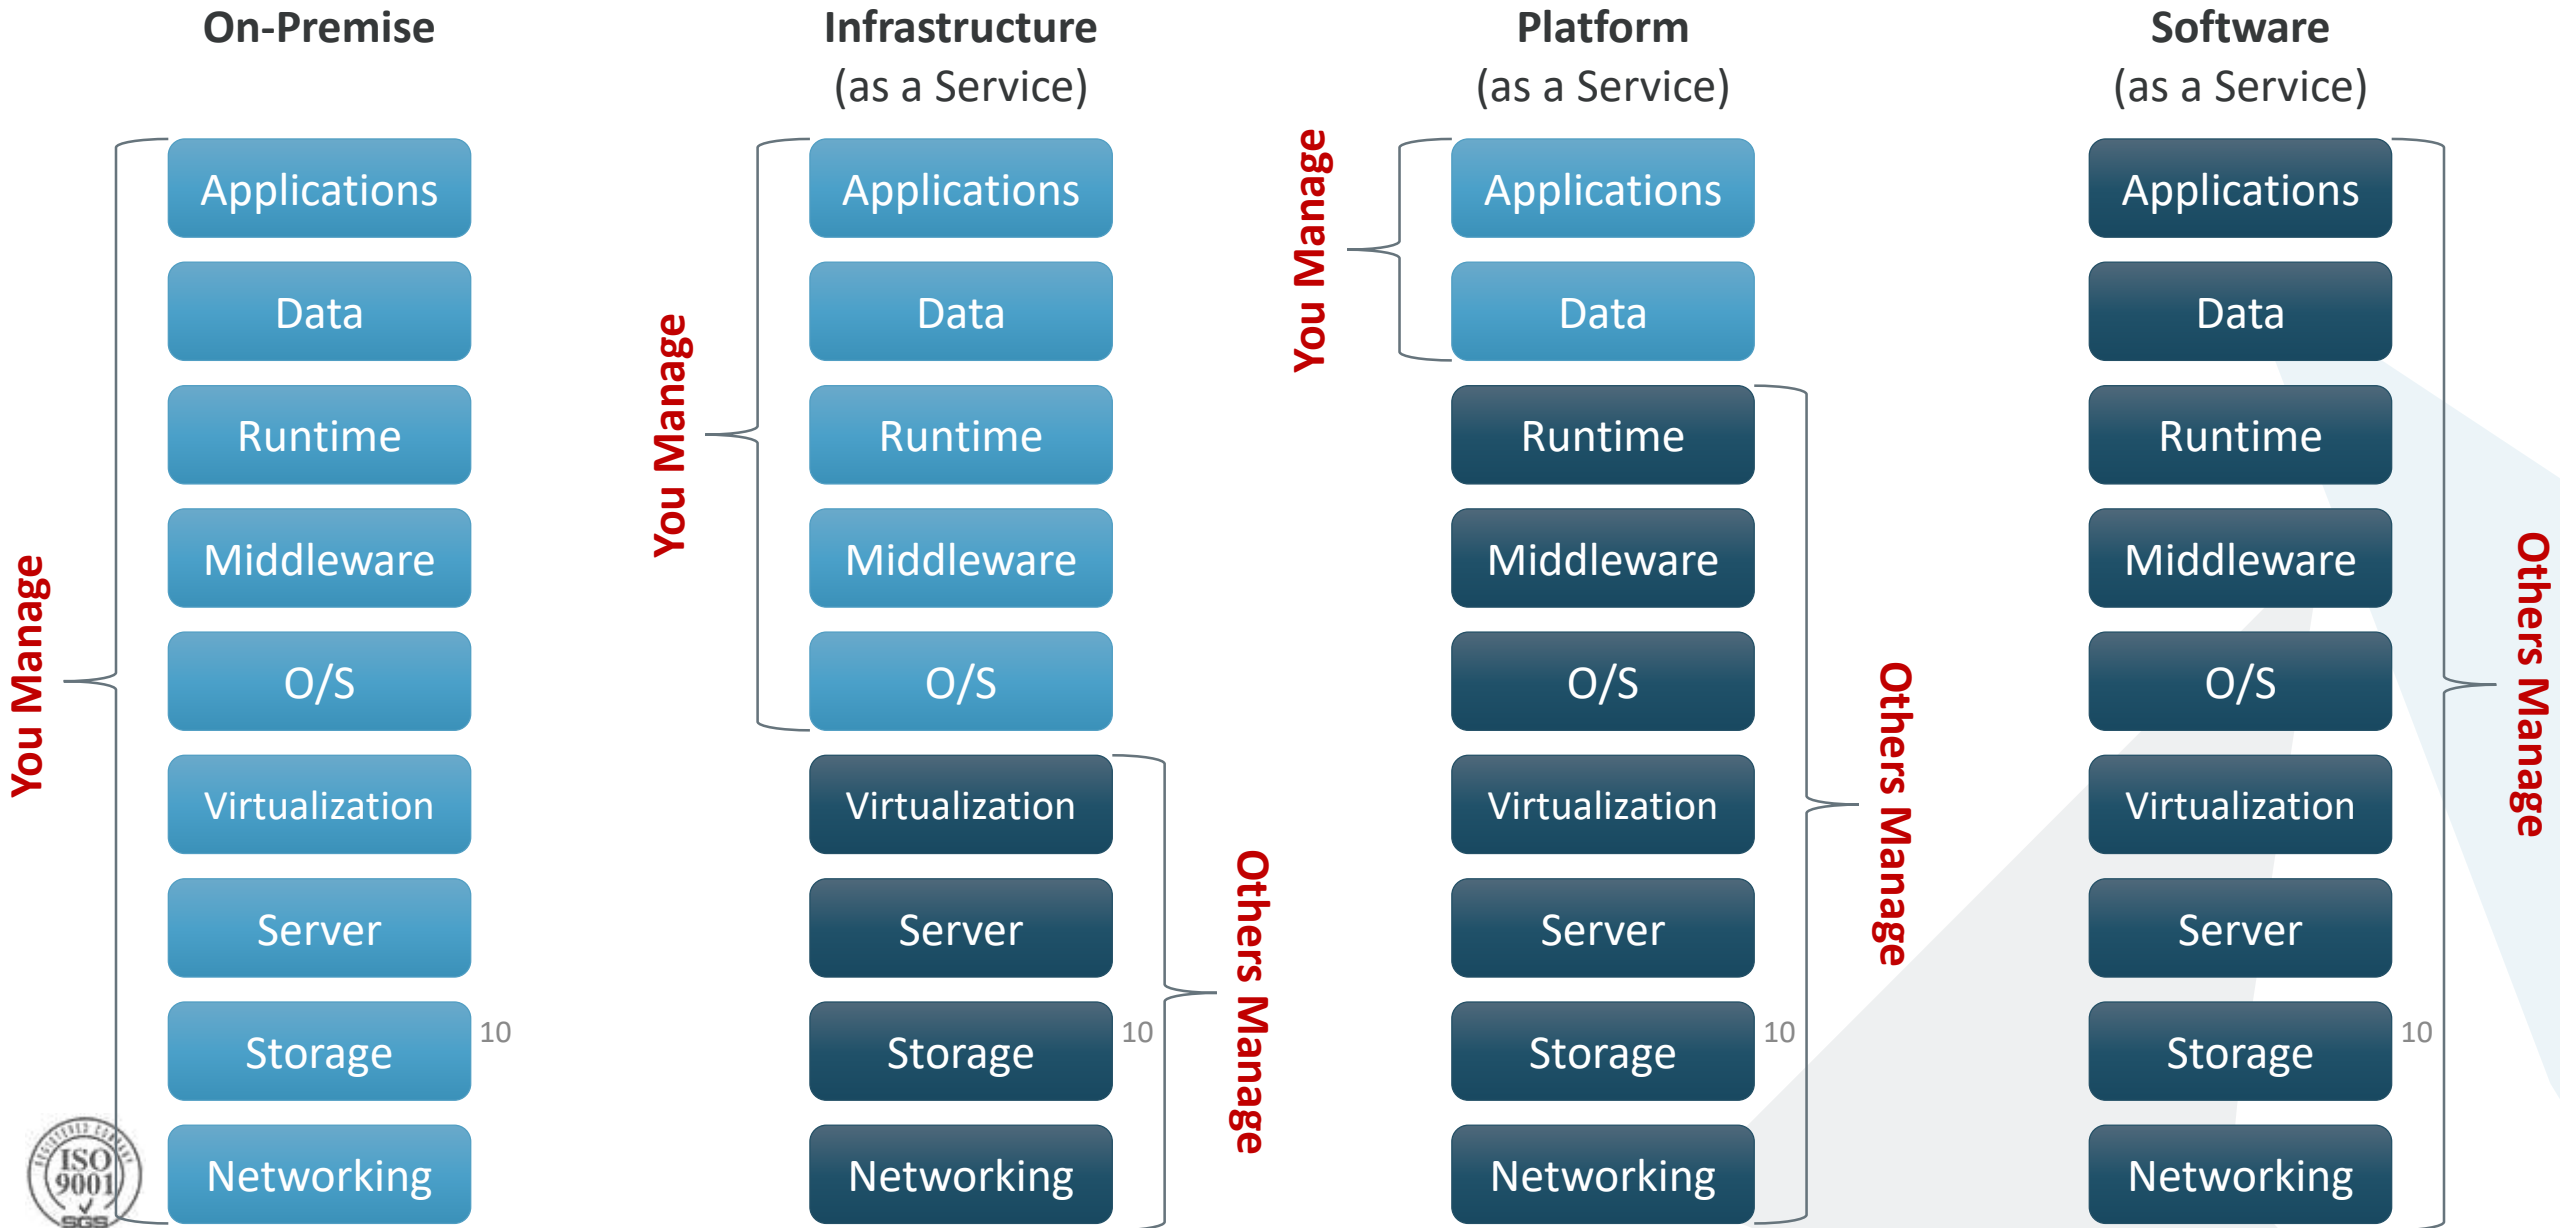 On-Premise
You Manage
Applications
Data
Runtime
Middleware
O/S
Virtualization
Server
Storage
10
Networking
REGISTERED COMPANY
ISO
9001
SGS
Infrastructure
(as a Service)
You Manage
Applications
Data
Runtime
Middleware
O/S
Virtualization
Server
Storage
10
Networking
Others Manage
Platform
(as a Service)
You Manage
Applications
Data
Runtime
Middleware
O/S
Virtualization
Server
Storage
10
Networking
Others Manage
Software
(as a Service)
Applications
Data
Runtime
Middleware
O/S
Virtualization
Server
Storage
10
Networking
Others Manage